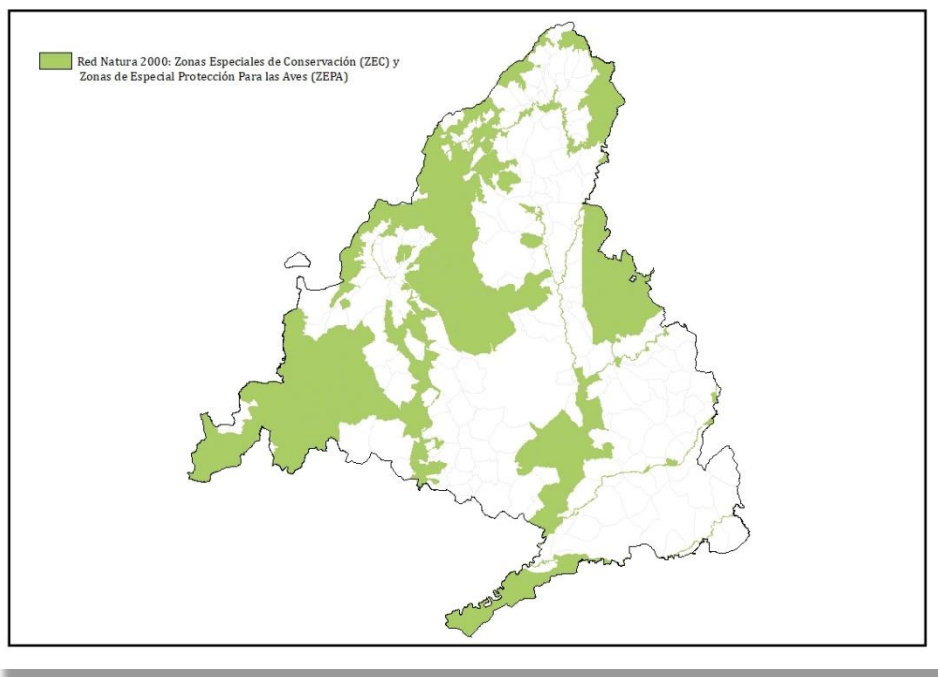 Red Natura 2000: Zonas Especiales de Conservación (ZEC) y
Zonas de Especial Protección Para las Aves (ZEPA)